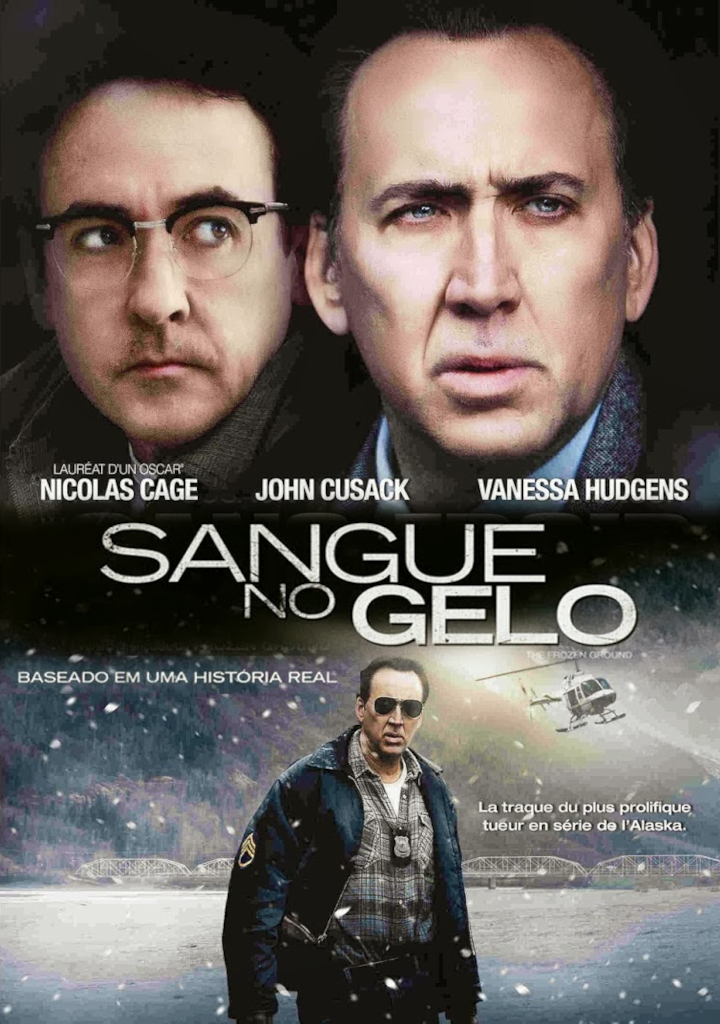 LAURÉAT D'UN OSCAR®
NICOLAS CAGE JOHN CUSACK VANESSA HUDGENS
SANGUE
NO GELO
THE FROZEN GROUND
BASEADO EM UMA HISTÓRIA REAL
La traque du plus prolifique
tueur en série de l'Alaska.